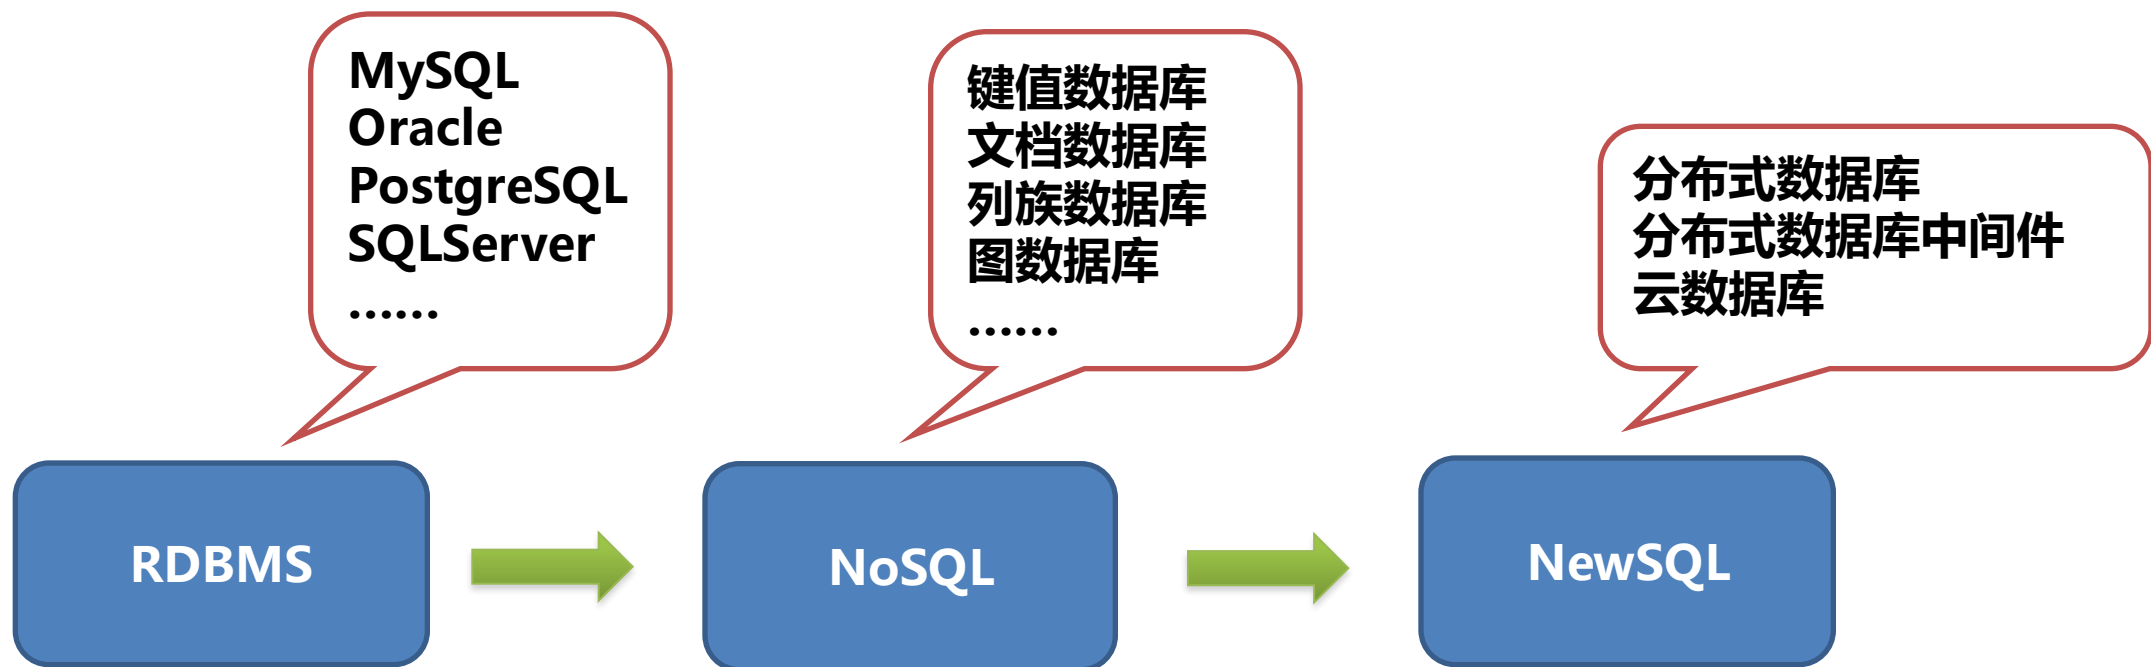 MySQL
Oracle
PostgreSQL
SQLServer
......
键值数据库
文档数据库
列族数据库
图数据库
......
分布式数据库
分布式数据库中间件
云数据库
RDBMS
NoSQL
NewSQL